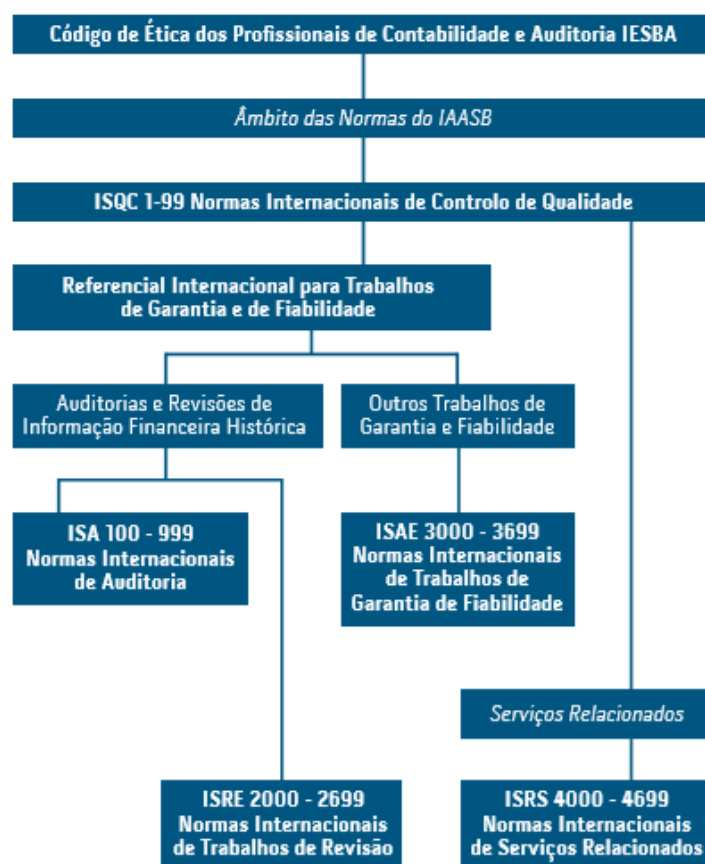 Código de Ética dos Profissionais de Contabilidade e Auditoria IESBA
Âmbito das Normas do IAASB
ISQC 1-99 Normas Internacionais de Controlo de Qualidade
Referencial Internacional para Trabalhos
de Garantia e de Fiabilidade
Auditorias e Revisões de
Informação Financeira Histórica
Outros Trabalhos de
Garantia e Fiabilidade
ISA 100 - 999
Normas Internacionais
de Auditoria
ISAE 3000 - 3699
Normas Internacionais
de Trabalhos de
Garantia de Fiabilidade
Serviços Relacionados
ISRE 2000 - 2699
Normas Internacionais
de Trabalhos de Revisão
ISRS 4000 - 4699
Normas Internacionais
de Serviços Relacionados